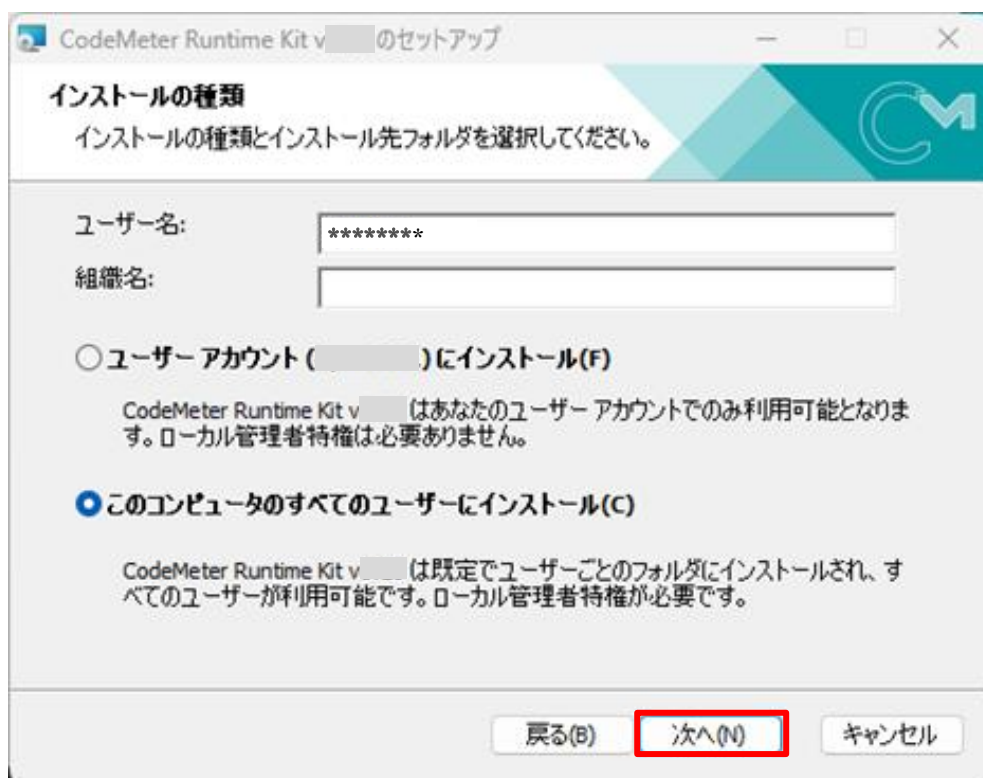 CodeMeter Runtime Kit v のセットアップ
インストールの種類
インストールの種類とインストール先フォルダを選択してください。
ユーザー名:
********
組織名:
ユーザー アカウント ( )にインストール(F)
CodeMeter Runtime Kit v はあなたのユーザー アカウントでのみ利用可能となりま
す。ローカル管理者特権は必要ありません。
このコンピュータのすべてのユーザーにインストール(C)
CodeMeter Runtime Kit v は既定でユーザーごとのフォルダにインストールされ、す
べてのユーザーが利用可能です。ローカル管理者特権が必要です。
戻る(B) 次へ(N) キャンセル